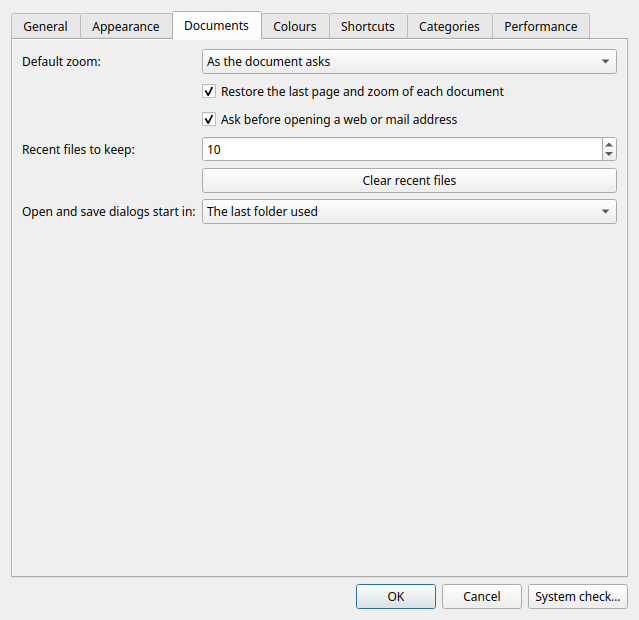 General Appearance Documents Colours Shortcuts Categories Performance
Default zoom: As the document asks
Restore the last page and zoom of each document
Ask before opening a web or mail address
Recent files to keep: 10
Clear recent files
Open and save dialogs start in: The last folder used
OK Cancel System check...